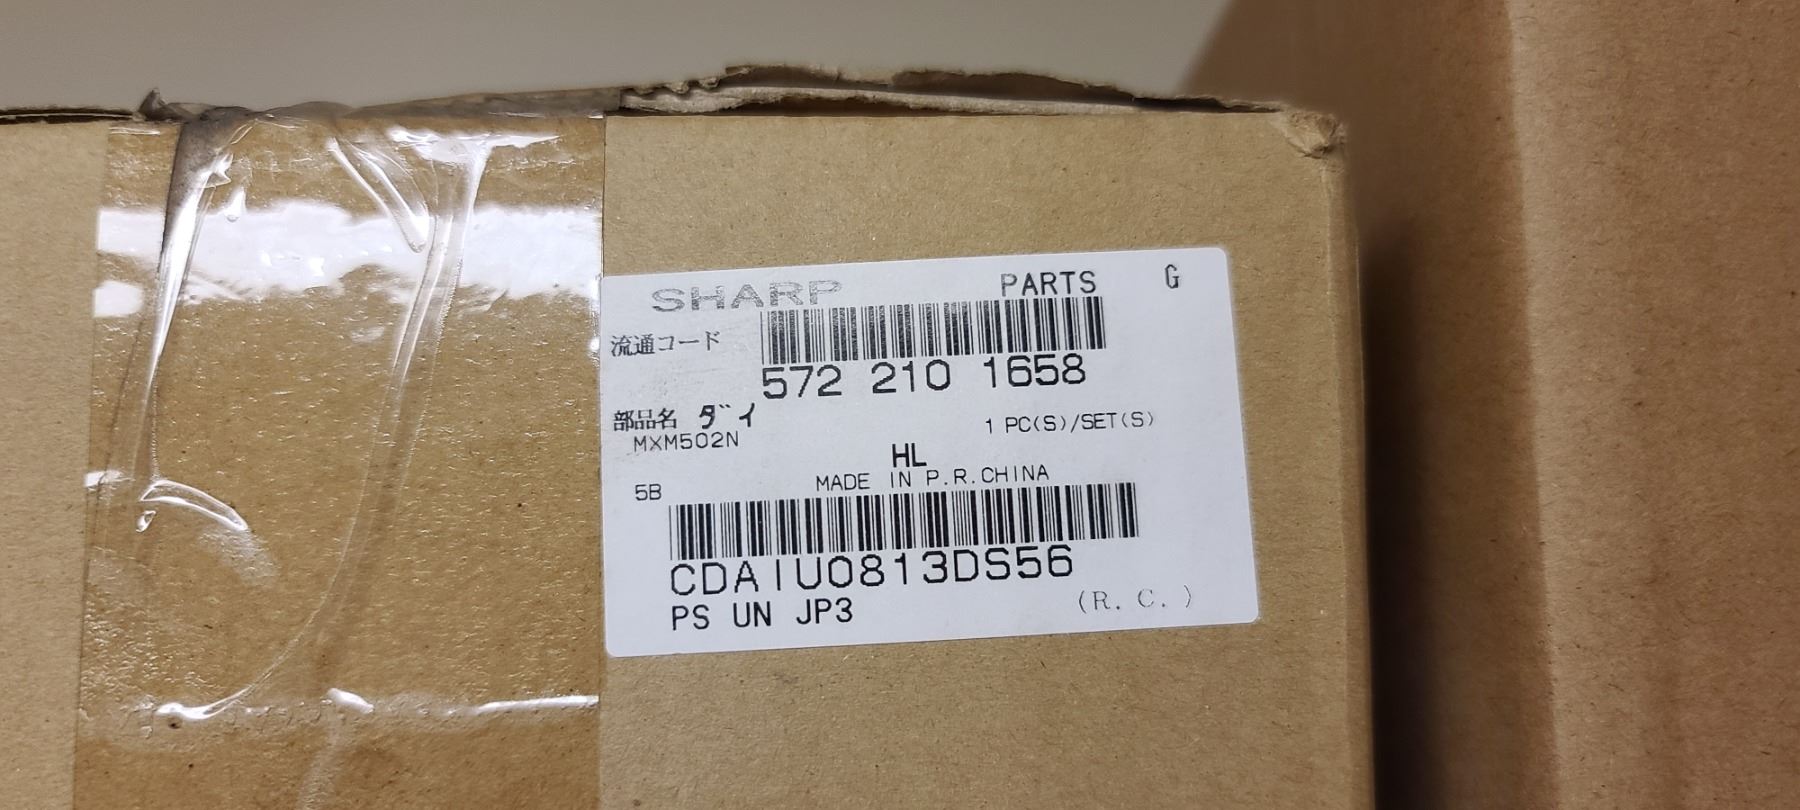 SHARP PARTS G
流通コード
572 210 1658
部品名 ダイ
MXM502N 1 PC(S)/SET(S)
HL
5B MADE IN P.R.CHINA
CDAIU0813DS56
PS UN JP3 (R.C.)